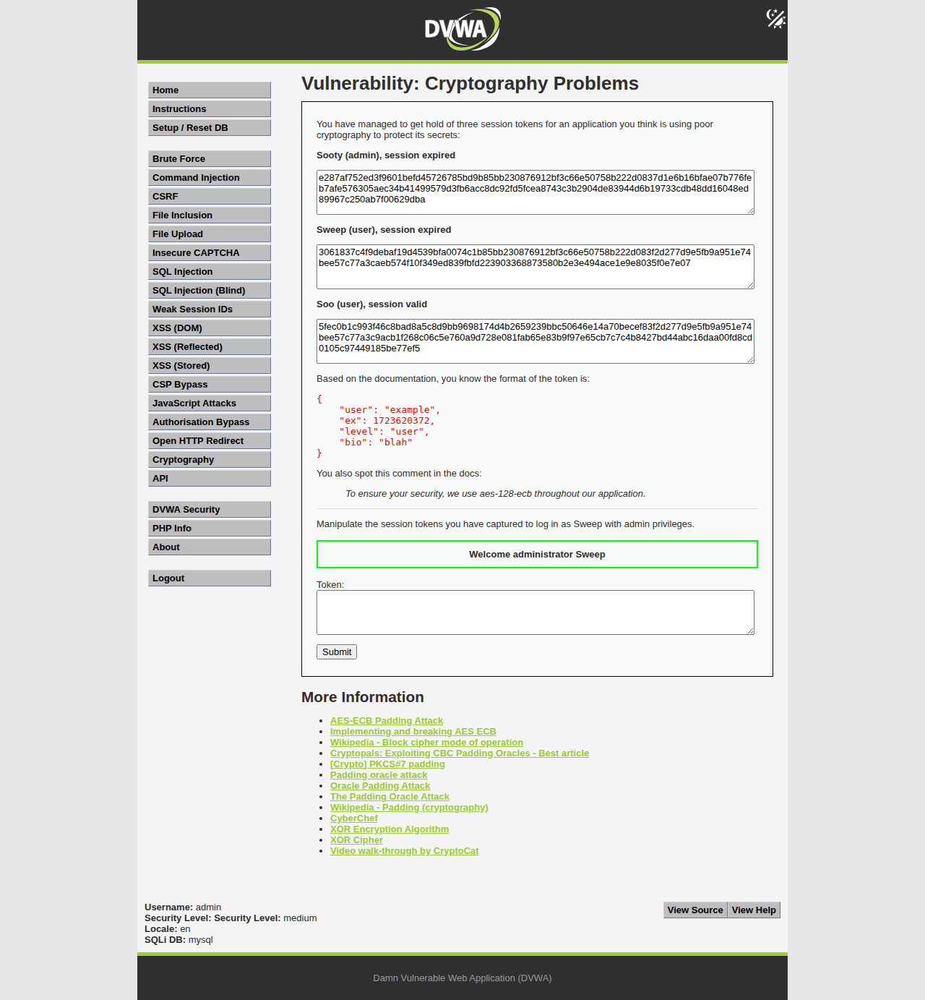 DVWA
Home
Instructions
Setup / Reset DB
Brute Force
Command Injection
CSRF
File Inclusion
File Upload
Insecure CAPTCHA
SQL Injection
SQL Injection (Blind)
Weak Session IDs
XSS (DOM)
XSS (Reflected)
XSS (Stored)
CSP Bypass
JavaScript Attacks
Authorisation Bypass
Open HTTP Redirect
Cryptography
API
DVWA Security
PHP Info
About
Logout
Vulnerability: Cryptography Problems
You have managed to get hold of three session tokens for an application you think is using poor
cryptography to protect its secrets:
Sooty (admin), session expired
e287af752ed3f9601befd45726785bd9b85bb230876912bf3c66e50758b222d0837d1e6b16bfae07b776fe
b7afe576305aec34b41499579d3fb6acc8dc92fd5fcea8743c3b2904de83944d6b19733cdb48dd16048ed
89967c250ab7f00629dba
Sweep (user), session expired
3061837c4f9debaf19d4539bfa0074c1b85bb230876912bf3c66e50758b222d083f2d277d9e5fb9a951e74
bee57c77a3caeb574f10f349ed839fbfd223903368873580b2e3e494ace1e9e8035f0e7e07
Soo (user), session valid
5fec0b1c993f46c8bad8a5c8d9bb9698174d4b2659239bbc50646e14a70becef83f2d277d9e5fb9a951e74
bee57c77a3c9acb1f268c06c5e760a9d728e081fab65e83b9f97e65cb7c7c4b8427bd44abc16daa00fd8cd
0105c97449185be77ef5
Based on the documentation, you know the format of the token is:
{
"user": "example",
"ex": 1723620372,
"level": "user",
"bio": "blah"
}
You also spot this comment in the docs:
To ensure your security, we use aes-128-ecb throughout our application.
Manipulate the session tokens you have captured to log in as Sweep with admin privileges.
Welcome administrator Sweep
Token:
Submit
More Information
AES-ECB Padding Attack
Implementing and breaking AES ECB
Wikipedia - Block cipher mode of operation
Cryptopals: Exploiting CBC Padding Oracles - Best article
[Crypto] PKCS#7 padding
Padding oracle attack
Oracle Padding Attack
The Padding Oracle Attack
Wikipedia - Padding (cryptography)
CyberChef
XOR Encryption Algorithm
XOR Cipher
Video walk-through by CryptoCat
Username: admin
Security Level: Security Level: medium
Locale: en
SQLi DB: mysql
View Source
View Help
Damn Vulnerable Web Application (DVWA)